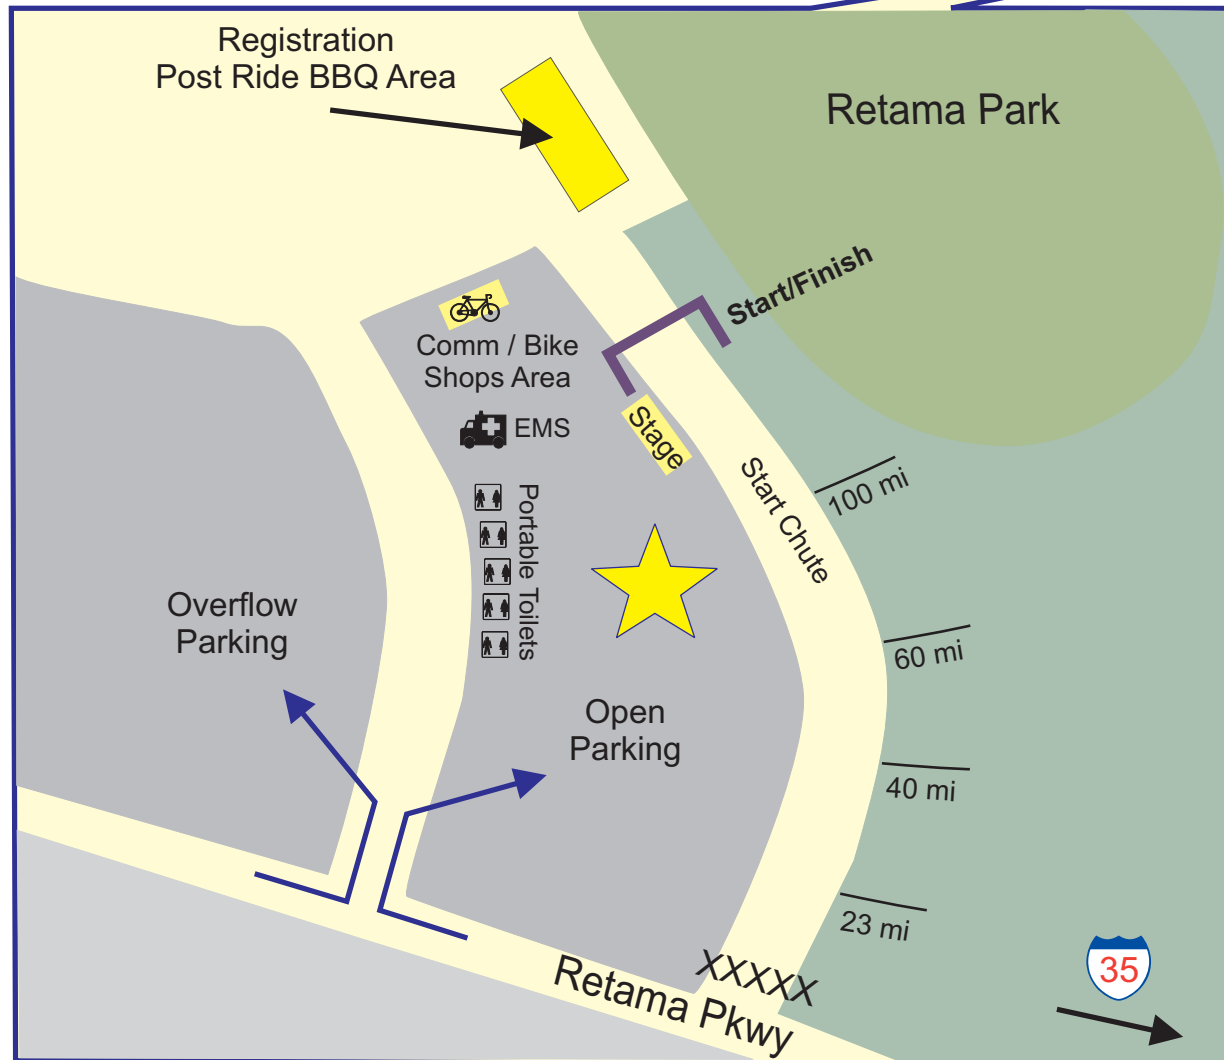 Registration
Post Ride BBQ Area
Retama Park
Start/Finish
Comm / Bike
Shops Area
EMS
Stage
Start Chute
100 mi
Portable Toilets
Overflow
Parking
60 mi
Open
Parking
40 mi
23 mi
XXXXX
Retama Pkwy
35